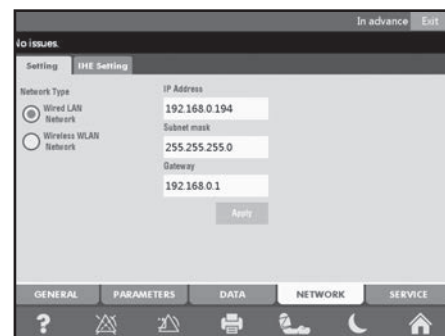 In advance Exit
No issues.
Setting IHE Setting
Network Type
Wired LAN
Network
Wireless WLAN
Network
IP Address
192.168.0.194
Subnet mask
255.255.255.0
Gateway
192.168.0.1
Apply
GENERAL PARAMETERS DATA NETWORK SERVICE
?